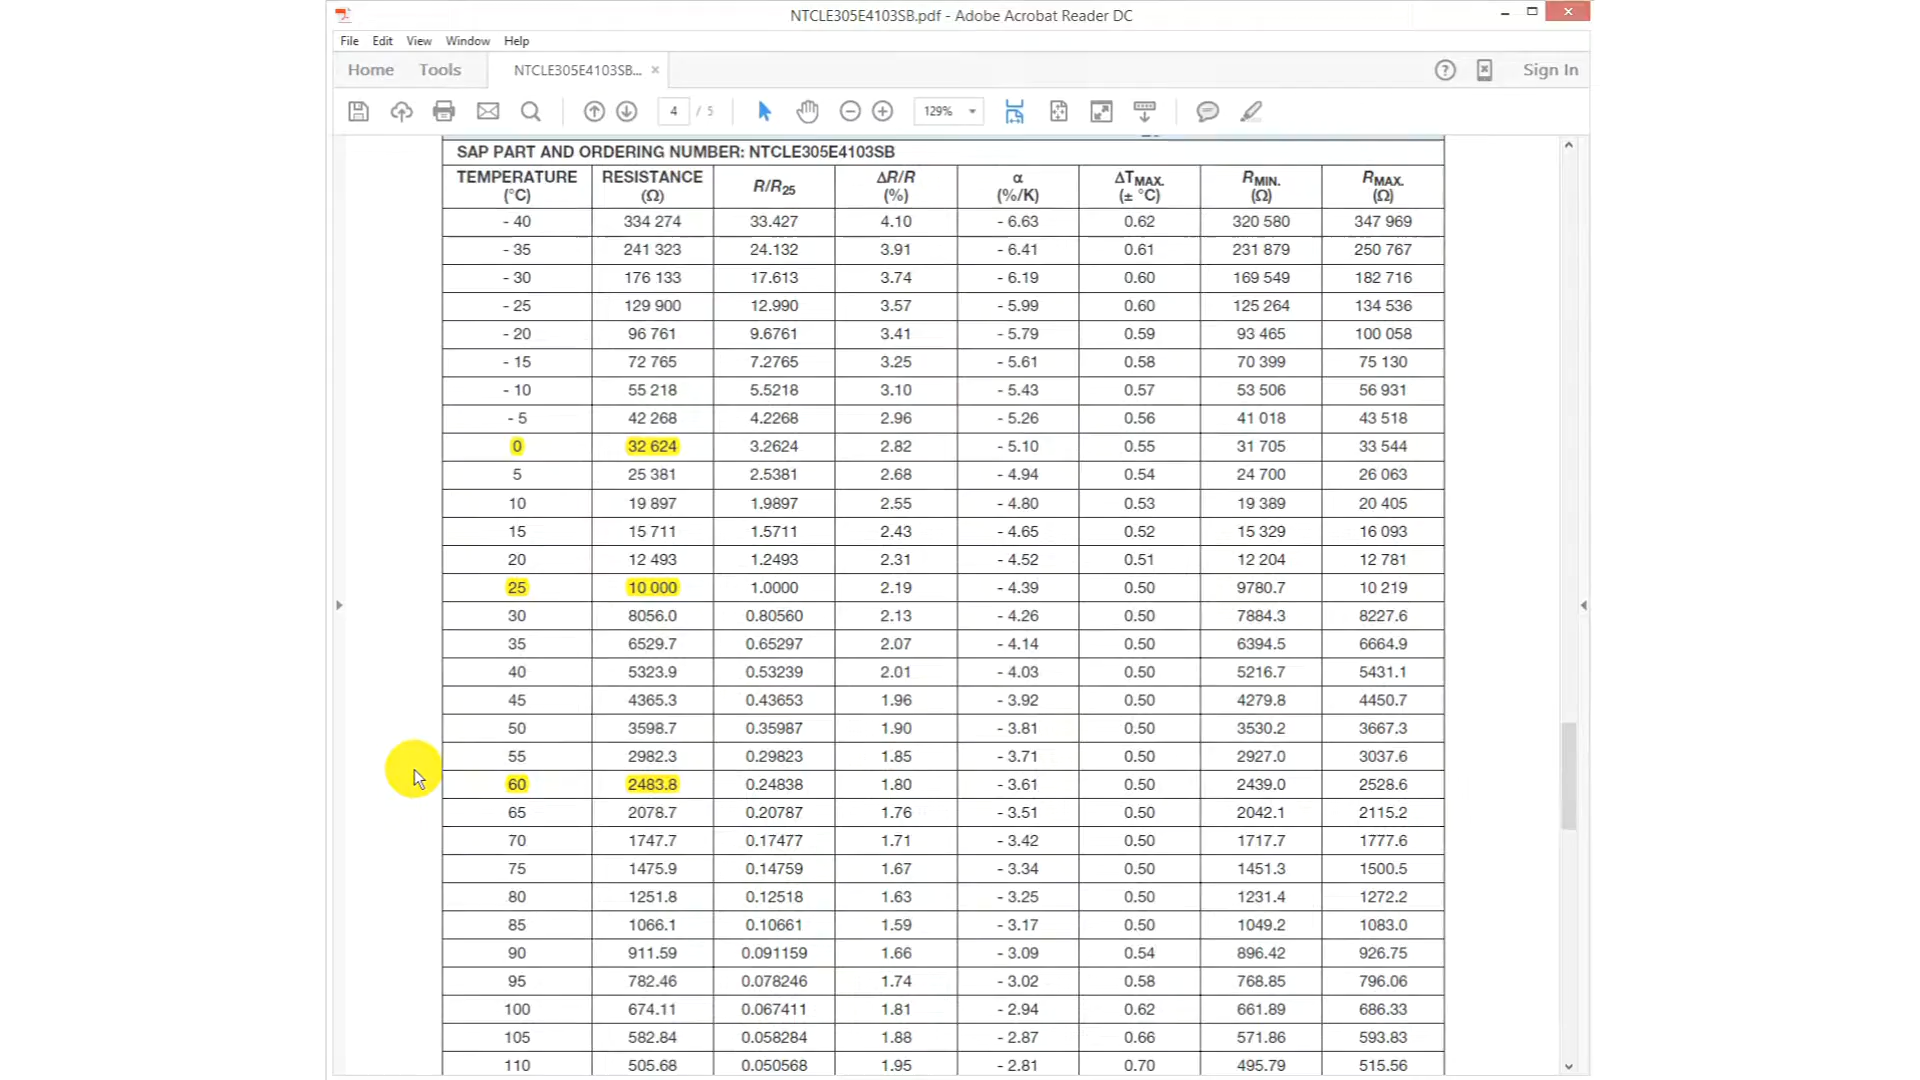 NTCLE305E4103SB.pdf - Adobe Acrobat Reader DC
File Edit View Window Help
Home Tools NTCLE305E4103SB... × Sign In
4 / 5 129%
SAP PART AND ORDERING NUMBER: NTCLE305E4103SB
TEMPERATURE (°C) RESISTANCE (Ω) R/R25 ΔR/R (%) α (%/K) ΔTMAX. (± °C) RMIN. (Ω) RMAX. (Ω)
- 40 334 274 33.427 4.10 - 6.63 0.62 320 580 347 969
- 35 241 323 24.132 3.91 - 6.41 0.61 231 879 250 767
- 30 176 133 17.613 3.74 - 6.19 0.60 169 549 182 716
- 25 129 900 12.990 3.57 - 5.99 0.60 125 264 134 536
- 20 96 761 9.6761 3.41 - 5.79 0.59 93 465 100 058
- 15 72 765 7.2765 3.25 - 5.61 0.58 70 399 75 130
- 10 55 218 5.5218 3.10 - 5.43 0.57 53 506 56 931
- 5 42 268 4.2268 2.96 - 5.26 0.56 41 018 43 518
0 32 624 3.2624 2.82 - 5.10 0.55 31 705 33 544
5 25 381 2.5381 2.68 - 4.94 0.54 24 700 26 063
10 19 897 1.9897 2.55 - 4.80 0.53 19 389 20 405
15 15 711 1.5711 2.43 - 4.65 0.52 15 329 16 093
20 12 493 1.2493 2.31 - 4.52 0.51 12 204 12 781
25 10 000 1.0000 2.19 - 4.39 0.50 9780.7 10 219
30 8056.0 0.80560 2.13 - 4.26 0.50 7884.3 8227.6
35 6529.7 0.65297 2.07 - 4.14 0.50 6394.5 6664.9
40 5323.9 0.53239 2.01 - 4.03 0.50 5216.7 5431.1
45 4365.3 0.43653 1.96 - 3.92 0.50 4279.8 4450.7
50 3598.7 0.35987 1.90 - 3.81 0.50 3530.2 3667.3
55 2982.3 0.29823 1.85 - 3.71 0.50 2927.0 3037.6
60 2483.8 0.24838 1.80 - 3.61 0.50 2439.0 2528.6
65 2078.7 0.20787 1.76 - 3.51 0.50 2042.1 2115.2
70 1747.7 0.17477 1.71 - 3.42 0.50 1717.7 1777.6
75 1475.9 0.14759 1.67 - 3.34 0.50 1451.3 1500.5
80 1251.8 0.12518 1.63 - 3.25 0.50 1231.4 1272.2
85 1066.1 0.10661 1.59 - 3.17 0.50 1049.2 1083.0
90 911.59 0.091159 1.66 - 3.09 0.54 896.42 926.75
95 782.46 0.078246 1.74 - 3.02 0.58 768.85 796.06
100 674.11 0.067411 1.81 - 2.94 0.62 661.89 686.33
105 582.84 0.058284 1.88 - 2.87 0.66 571.86 593.83
110 505.68 0.050568 1.95 - 2.81 0.70 495.79 515.56